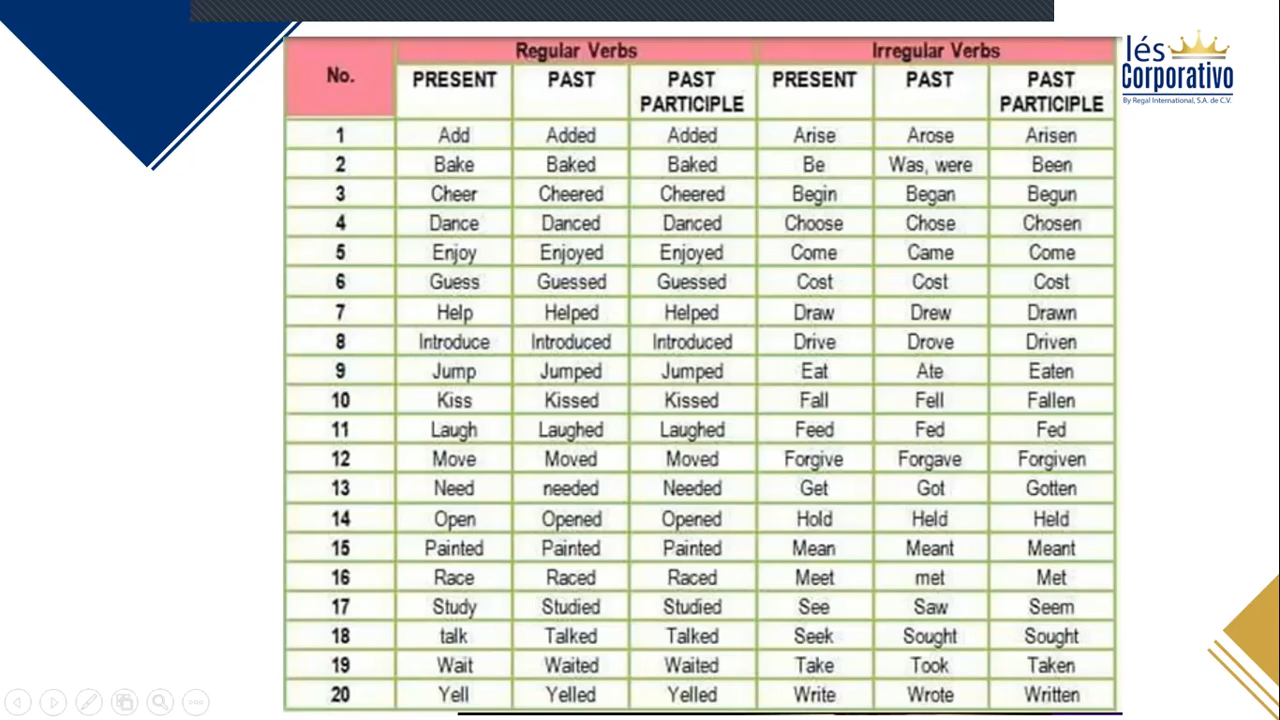 Regular Verbs Irregular Verbs
No. PRESENT PAST PAST PARTICIPLE PRESENT PAST PAST PARTICIPLE
1 Add Added Added Arise Arose Arisen
2 Bake Baked Baked Be Was, were Been
3 Cheer Cheered Cheered Begin Began Begun
4 Dance Danced Danced Choose Chose Chosen
5 Enjoy Enjoyed Enjoyed Come Came Come
6 Guess Guessed Guessed Cost Cost Cost
7 Help Helped Helped Draw Drew Drawn
8 Introduce Introduced Introduced Drive Drove Driven
9 Jump Jumped Jumped Eat Ate Eaten
10 Kiss Kissed Kissed Fall Fell Fallen
11 Laugh Laughed Laughed Feed Fed Fed
12 Move Moved Moved Forgive Forgave Forgiven
13 Need needed Needed Get Got Gotten
14 Open Opened Opened Hold Held Held
15 Painted Painted Painted Mean Meant Meant
16 Race Raced Raced Meet met Met
17 Study Studied Studied See Saw Seem
18 talk Talked Talked Seek Sought Sought
19 Wait Waited Waited Take Took Taken
20 Yell Yelled Yelled Write Wrote Written
Iés
Corporativo
By Regal International, S.A. de C.V.